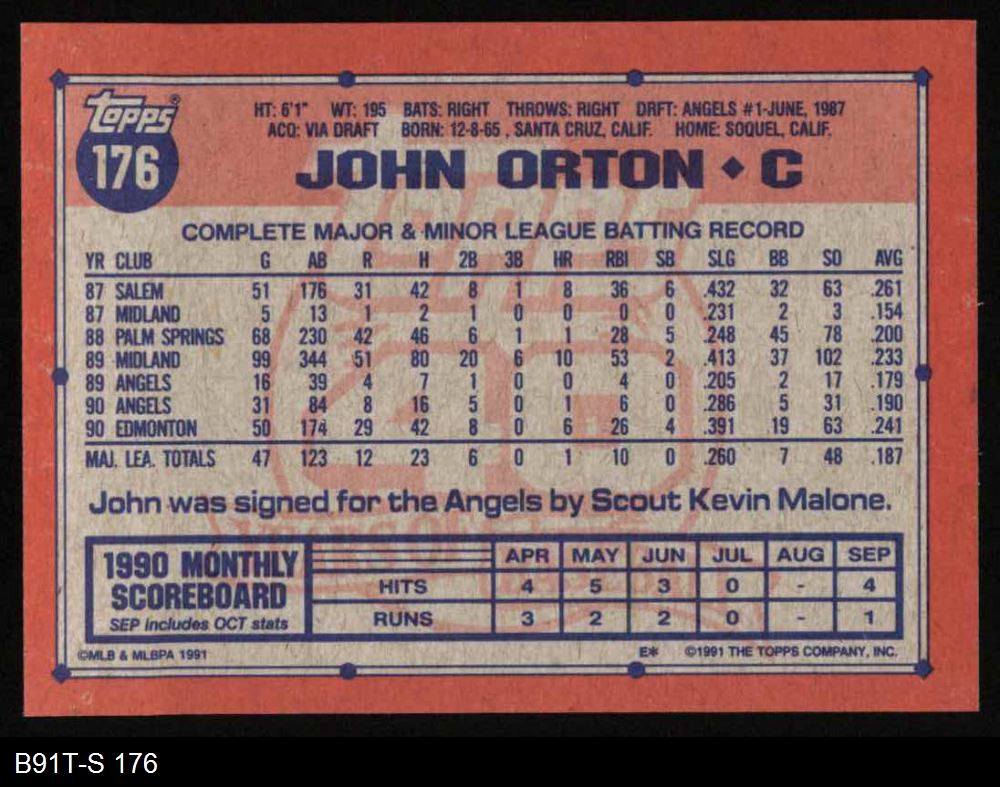 Topps®
176
HT: 6'1" WT: 195 BATS: RIGHT THROWS: RIGHT DRFT: ANGELS #1-JUNE, 1987
ACQ: VIA DRAFT BORN: 12-8-65 , SANTA CRUZ, CALIF. HOME: SOQUEL, CALIF.
JOHN ORTON ◆ C
COMPLETE MAJOR & MINOR LEAGUE BATTING RECORD
YR CLUB G AB R H 2B 3B HR RBI SB SLG BB SO AVG
87 SALEM 51 176 31 42 8 1 8 36 6 .432 32 63 .261
87 MIDLAND 5 13 1 2 1 0 0 0 0 .231 2 3 .154
88 PALM SPRINGS 68 230 42 46 6 1 1 28 5 .248 45 78 .200
89 MIDLAND 99 344 51 80 20 6 10 53 2 .413 37 102 .233
89 ANGELS 16 39 4 7 1 0 0 4 0 .205 2 17 .179
90 ANGELS 31 84 8 16 5 0 1 6 0 .286 5 31 .190
90 EDMONTON 50 174 29 42 8 0 6 26 4 .391 19 63 .241
MAJ. LEA. TOTALS 47 123 12 23 6 0 1 10 0 .260 7 48 .187
John was signed for the Angels by Scout Kevin Malone.
1990 MONTHLY
SCOREBOARD
SEP includes OCT stats
APR MAY JUN JUL AUG SEP
HITS 4 5 3 0 - 4
RUNS 3 2 2 0 - 1
©MLB & MLBPA 1991 E* ©1991 THE TOPPS COMPANY, INC.
B91T-S 176